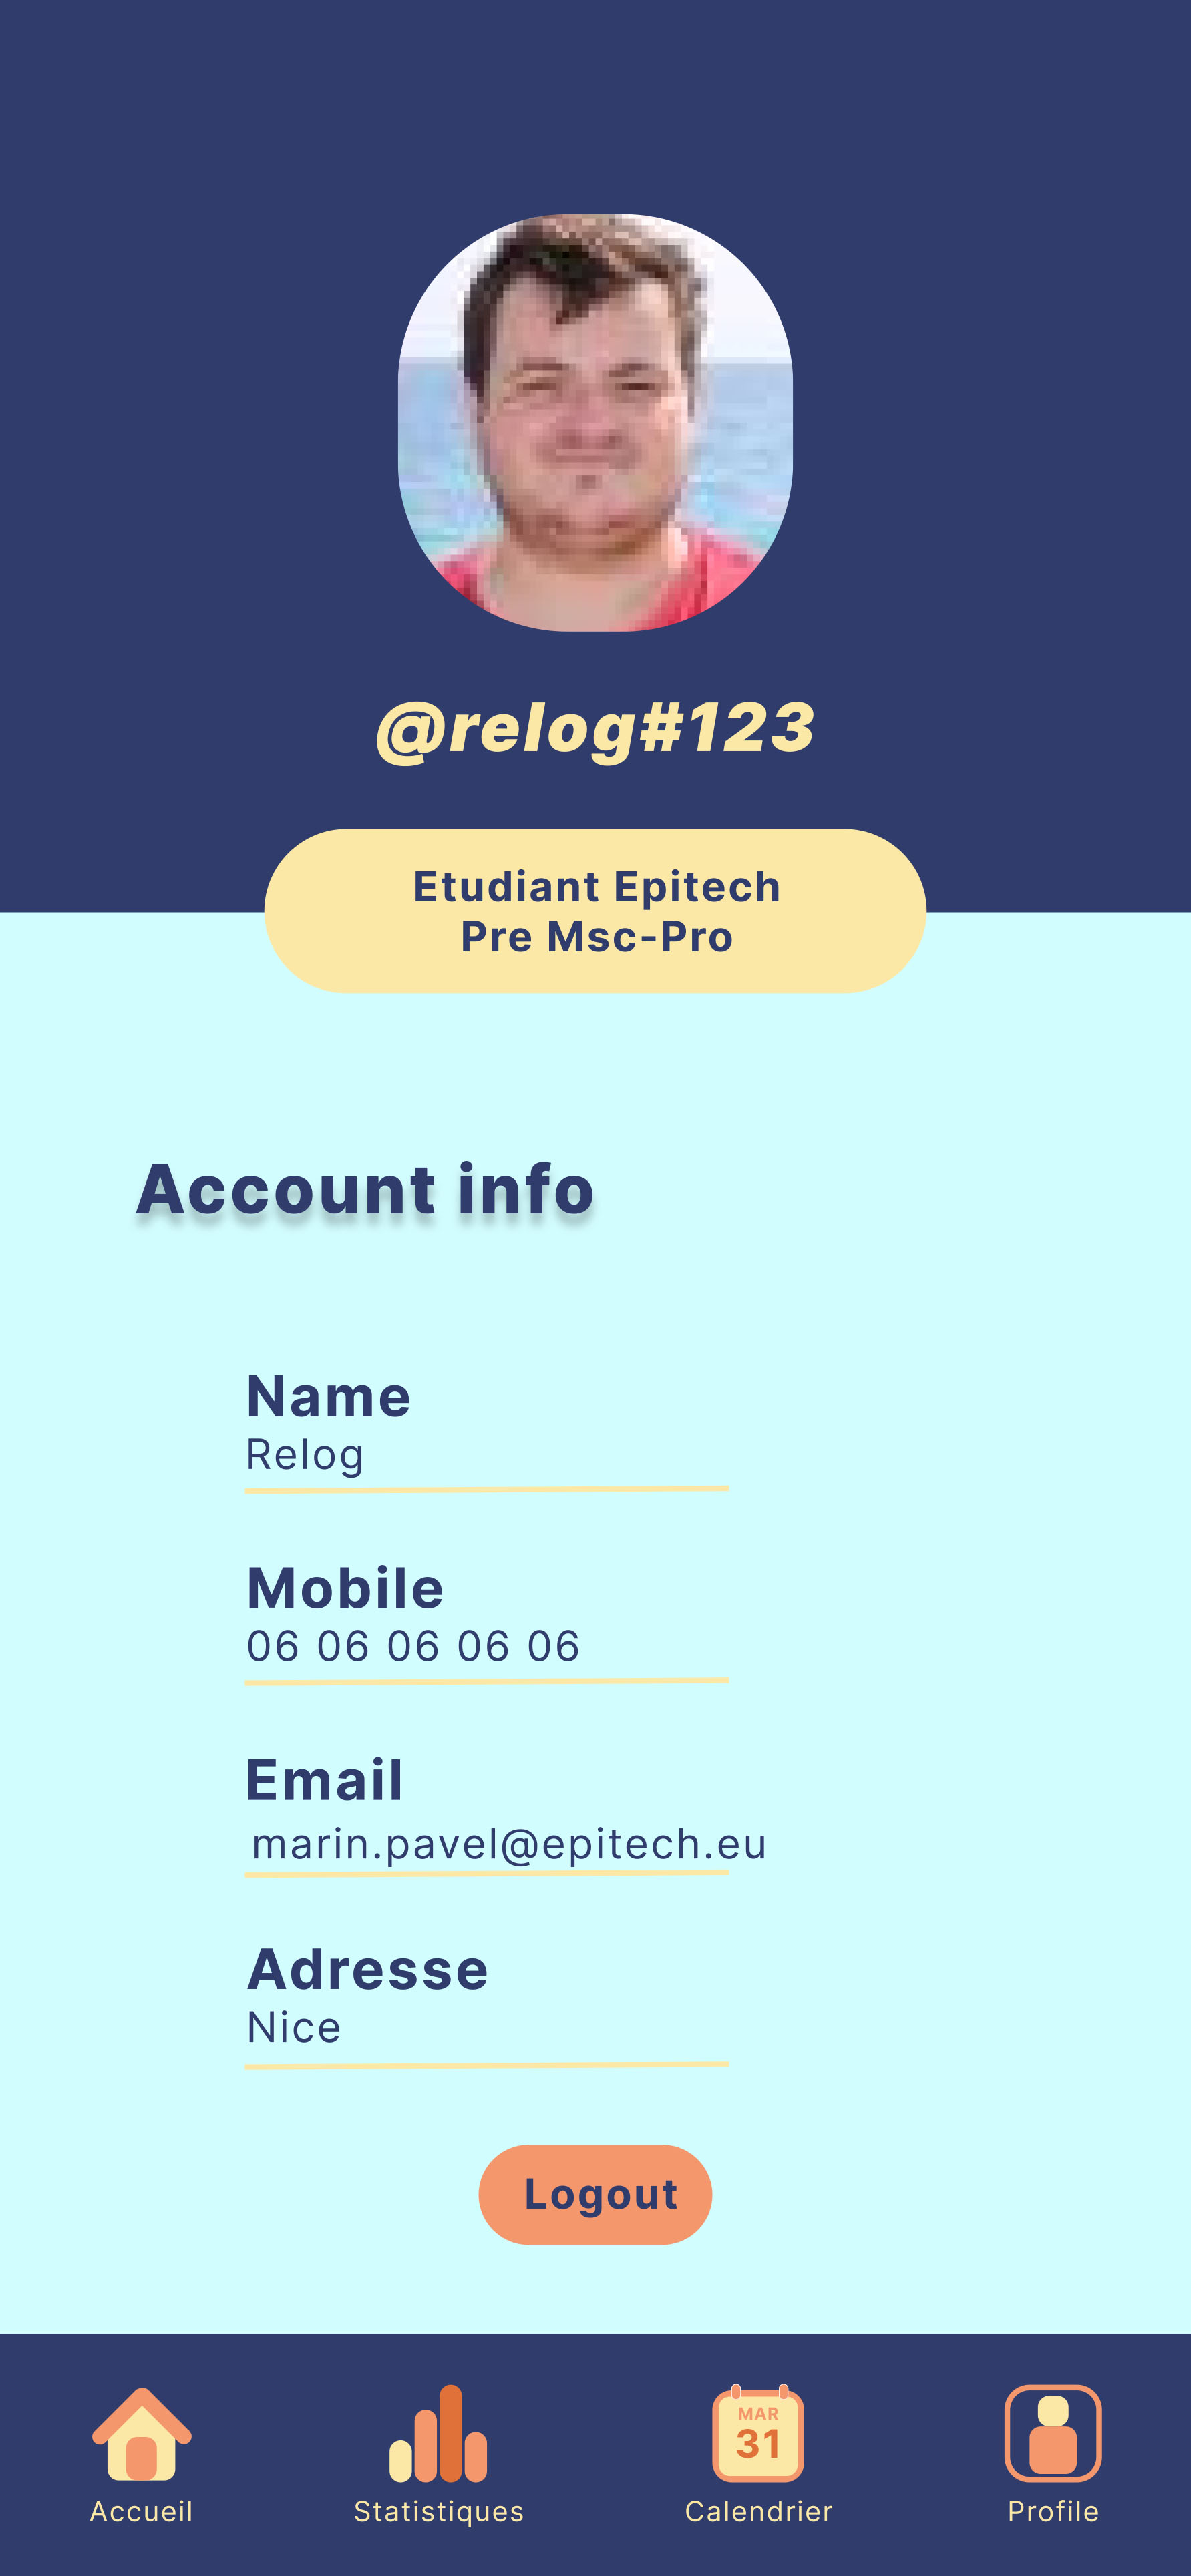 @relog#123
Etudiant Epitech
Pre Msc-Pro
Account info
Name
Relog
Mobile
06 06 06 06 06
Email
marin.pavel@epitech.eu
Adresse
Nice
Logout
MAR
31
Accueil
Statistiques
Calendrier
Profile